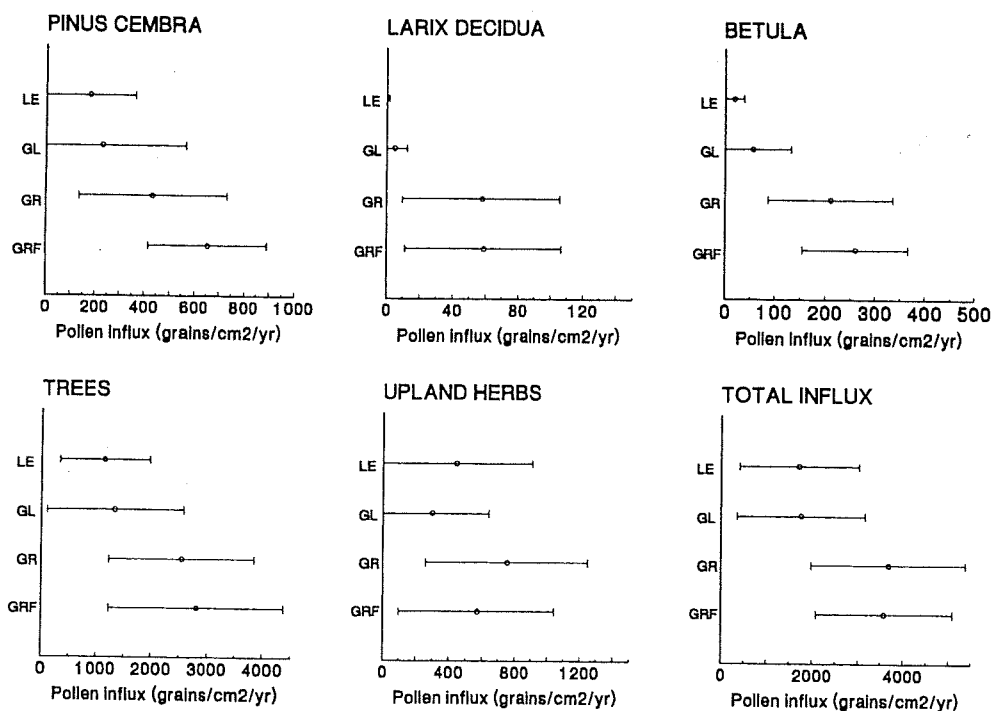 PINUS CEMBRA
LE
GL
GR
GRF
0 200 400 600 800 1000
Pollen influx (grains/cm2/yr)
LARIX DECIDUA
LE
GL
GR
GRF
0 40 80 120
Pollen influx (grains/cm2/yr)
BETULA
LE
GL
GR
GRF
0 100 200 300 400 500
Pollen influx (grains/cm2/yr)
TREES
LE
GL
GR
GRF
0 1000 2000 3000 4000
Pollen influx (grains/cm2/yr)
UPLAND HERBS
LE
GL
GR
GRF
0 400 800 1200
Pollen influx (grains/cm2/yr)
TOTAL INFLUX
LE
GL
GR
GRF
0 2000 4000
Pollen influx (grains/cm2/yr)